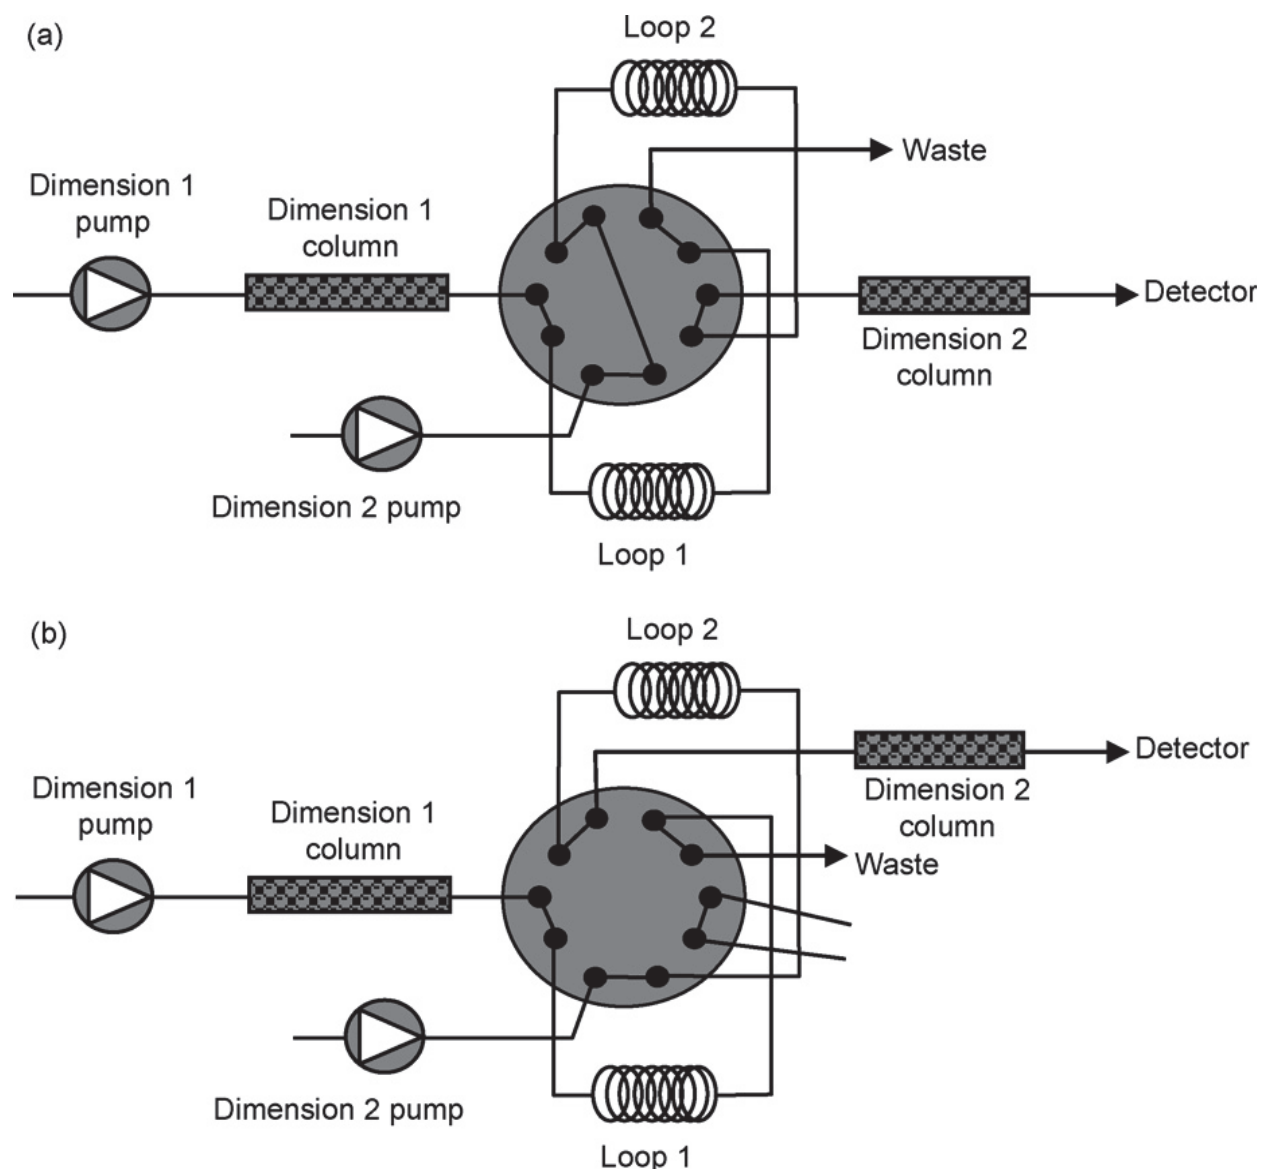 (a)
Loop 2
Waste
Dimension 1
pump
Dimension 1
column
Detector
Dimension 2
column
Dimension 2 pump
Loop 1
(b)
Loop 2
Detector
Dimension 1
pump
Dimension 2
column
Dimension 1
column
Waste
Dimension 2 pump
Loop 1